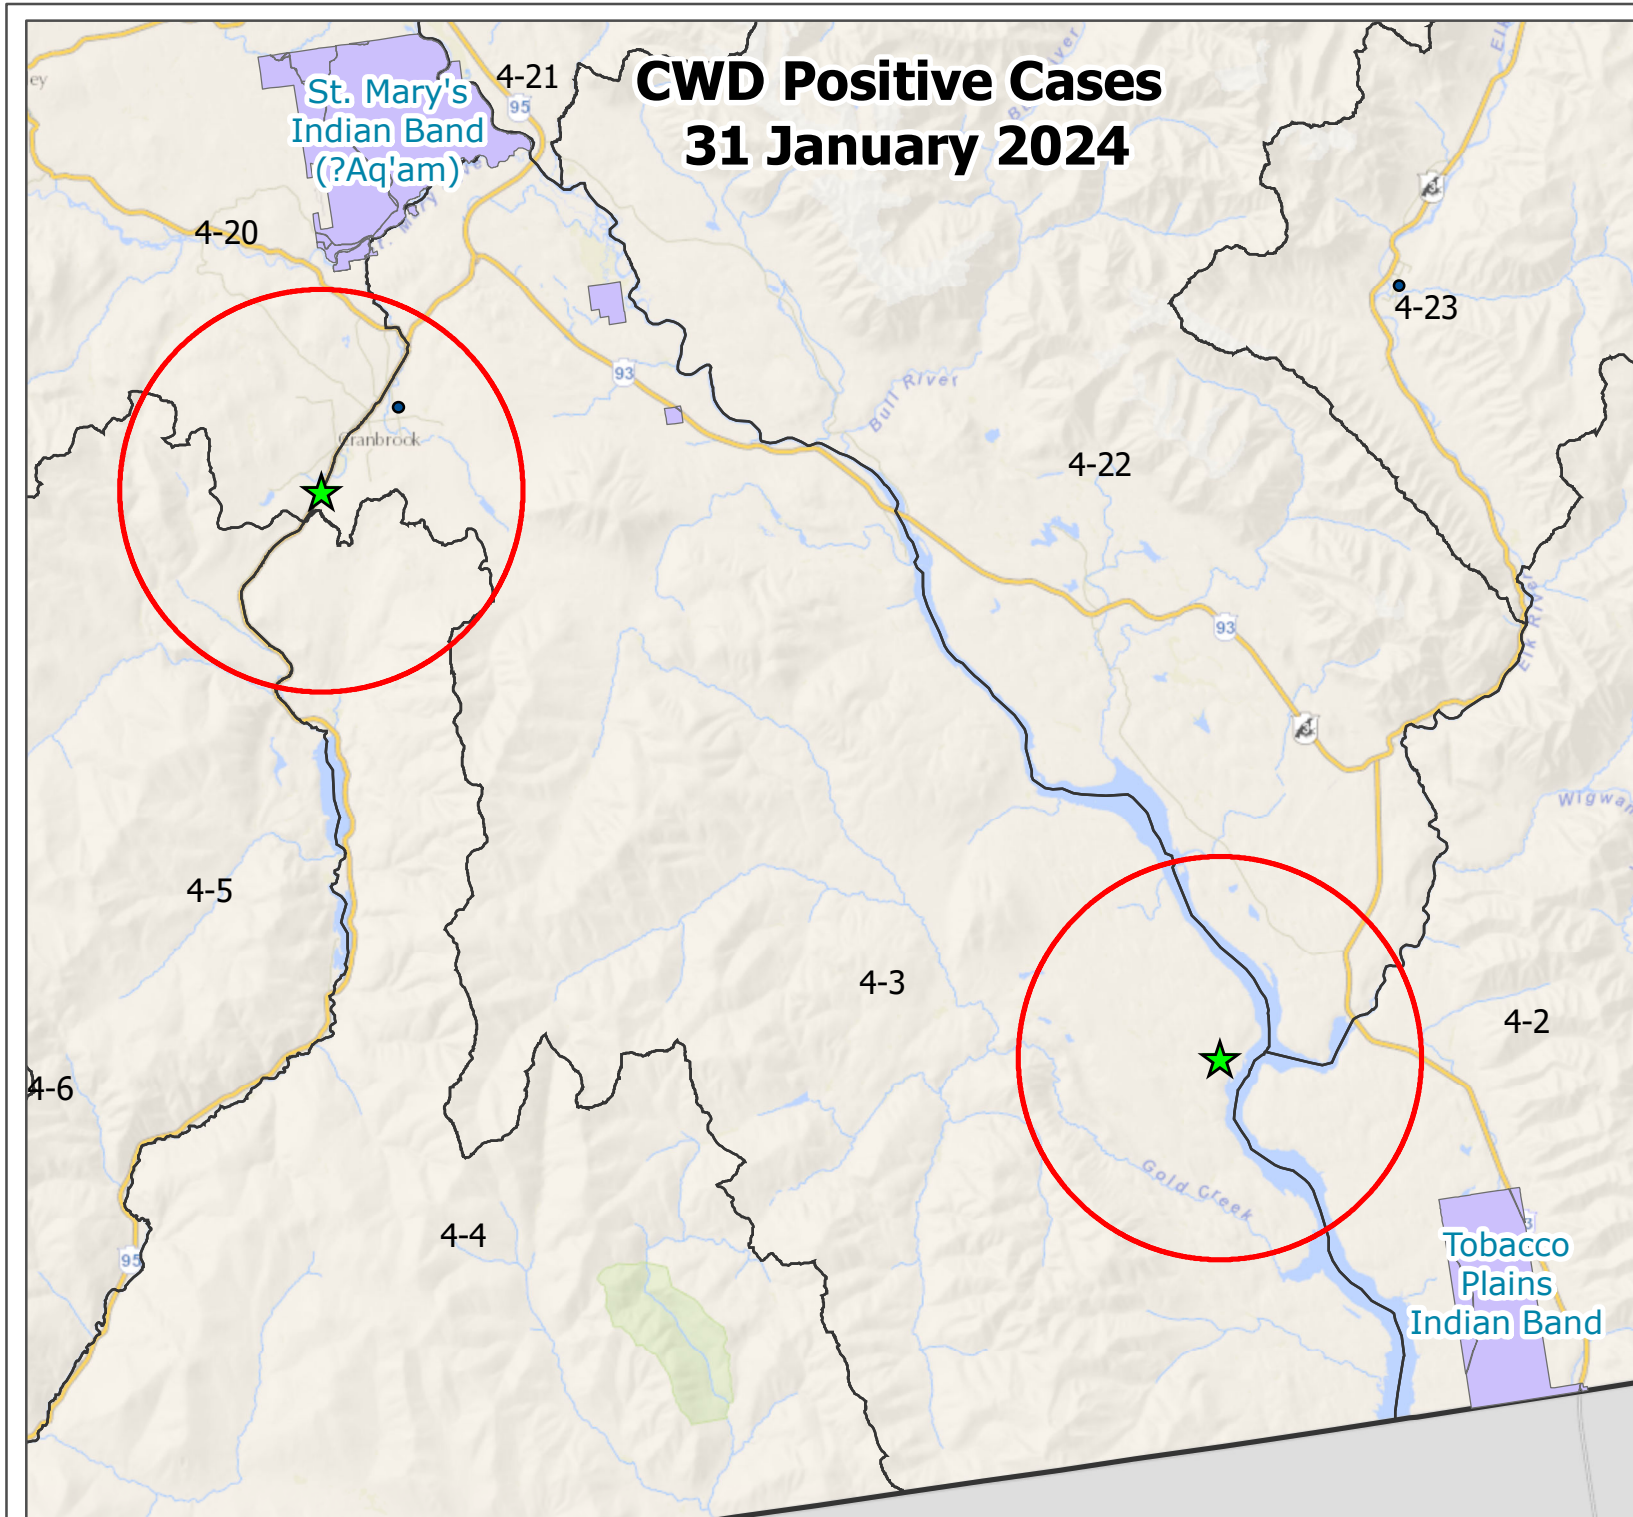 CWD Positive Cases
31 January 2024
ey
St. Mary's
Indian Band
(?Aq'am)
4-21
95
4-20
4-23
93
Bull River
Cranbrook
4-22
Elk River
93
Wigwam
4-5
4-3
4-2
4-6
Gold Creek
4-4
95
3
Tobacco
Plains
Indian Band